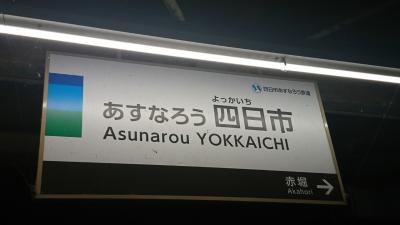 四日市あすなろう鉄道
よっかいち
あすなろう四日市
Asunarou YOKKAICHI
赤堀
Akahori